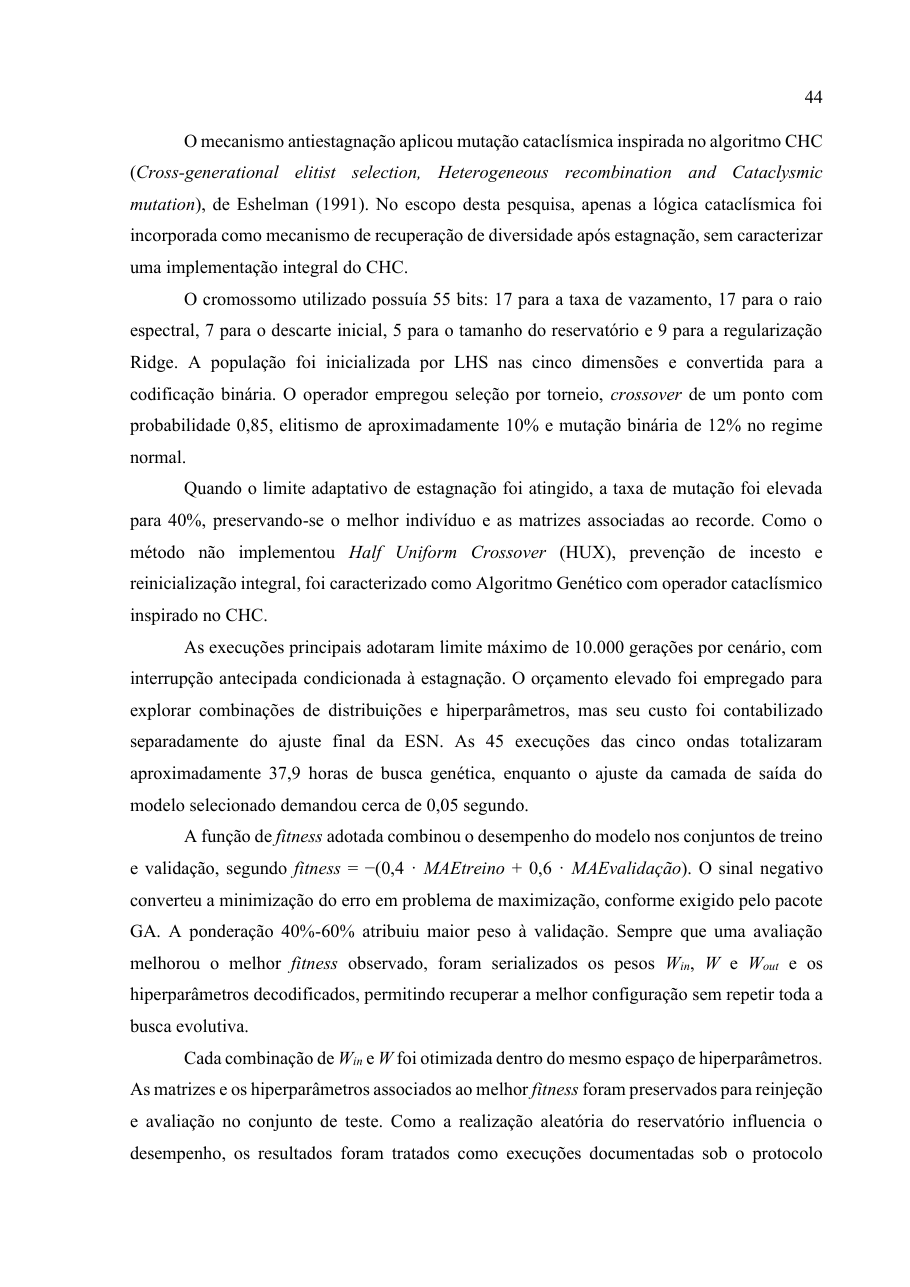 44
O mecanismo antiestagnação aplicou mutação cataclísmica inspirada no algoritmo CHC
(Cross-generational elitist selection, Heterogeneous recombination and Cataclysmic
mutation), de Eshelman (1991). No escopo desta pesquisa, apenas a lógica cataclísmica foi
incorporada como mecanismo de recuperação de diversidade após estagnação, sem caracterizar
uma implementação integral do CHC.
O cromossomo utilizado possuía 55 bits: 17 para a taxa de vazamento, 17 para o raio
espectral, 7 para o descarte inicial, 5 para o tamanho do reservatório e 9 para a regularização
Ridge. A população foi inicializada por LHS nas cinco dimensões e convertida para a
codificação binária. O operador empregou seleção por torneio, crossover de um ponto com
probabilidade 0,85, elitismo de aproximadamente 10% e mutação binária de 12% no regime
normal.
Quando o limite adaptativo de estagnação foi atingido, a taxa de mutação foi elevada
para 40%, preservando-se o melhor indivíduo e as matrizes associadas ao recorde. Como o
método não implementou Half Uniform Crossover (HUX), prevenção de incesto e
reinicialização integral, foi caracterizado como Algoritmo Genético com operador cataclísmico
inspirado no CHC.
As execuções principais adotaram limite máximo de 10.000 gerações por cenário, com
interrupção antecipada condicionada à estagnação. O orçamento elevado foi empregado para
explorar combinações de distribuições e hiperparâmetros, mas seu custo foi contabilizado
separadamente do ajuste final da ESN. As 45 execuções das cinco ondas totalizaram
aproximadamente 37,9 horas de busca genética, enquanto o ajuste da camada de saída do
modelo selecionado demandou cerca de 0,05 segundo.
A função de fitness adotada combinou o desempenho do modelo nos conjuntos de treino
e validação, segundo fitness = −(0,4 · MAEtreino + 0,6 · MAEvalidação). O sinal negativo
converteu a minimização do erro em problema de maximização, conforme exigido pelo pacote
GA. A ponderação 40%-60% atribuiu maior peso à validação. Sempre que uma avaliação
melhorou o melhor fitness observado, foram serializados os pesos Win, W e Wout e os
hiperparâmetros decodificados, permitindo recuperar a melhor configuração sem repetir toda a
busca evolutiva.
Cada combinação de Win e W foi otimizada dentro do mesmo espaço de hiperparâmetros.
As matrizes e os hiperparâmetros associados ao melhor fitness foram preservados para reinjeção
e avaliação no conjunto de teste. Como a realização aleatória do reservatório influencia o
desempenho, os resultados foram tratados como execuções documentadas sob o protocolo